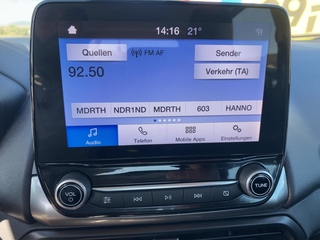 14:16 21°
Quellen FM AF Sender
92.50 Verkehr (TA)
MDRTH NDR1ND MDRTH 603 HANNO
Audio Telefon Mobile Apps Einstellungen
VOL TUNE